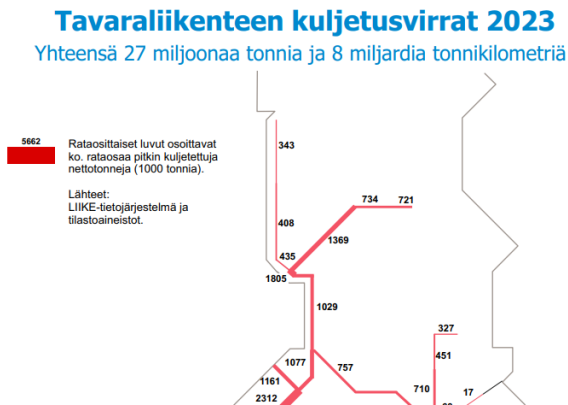 Tavaraliikenteen kuljetusvirrat 2023
Yhteensä 27 miljoonaa tonnia ja 8 miljardia tonnikilometriä
5662
Rataosittaiset luvut osoittavat
ko. rataosaa pitkin kuljetettuja
nettotonneja (1000 tonnia).
Lähteet:
LIIKE-tietojärjestelmä ja
tilastoaineistot.
343
734
721
408
1369
435
1805
1029
327
451
1077
757
1161
710
17
2312